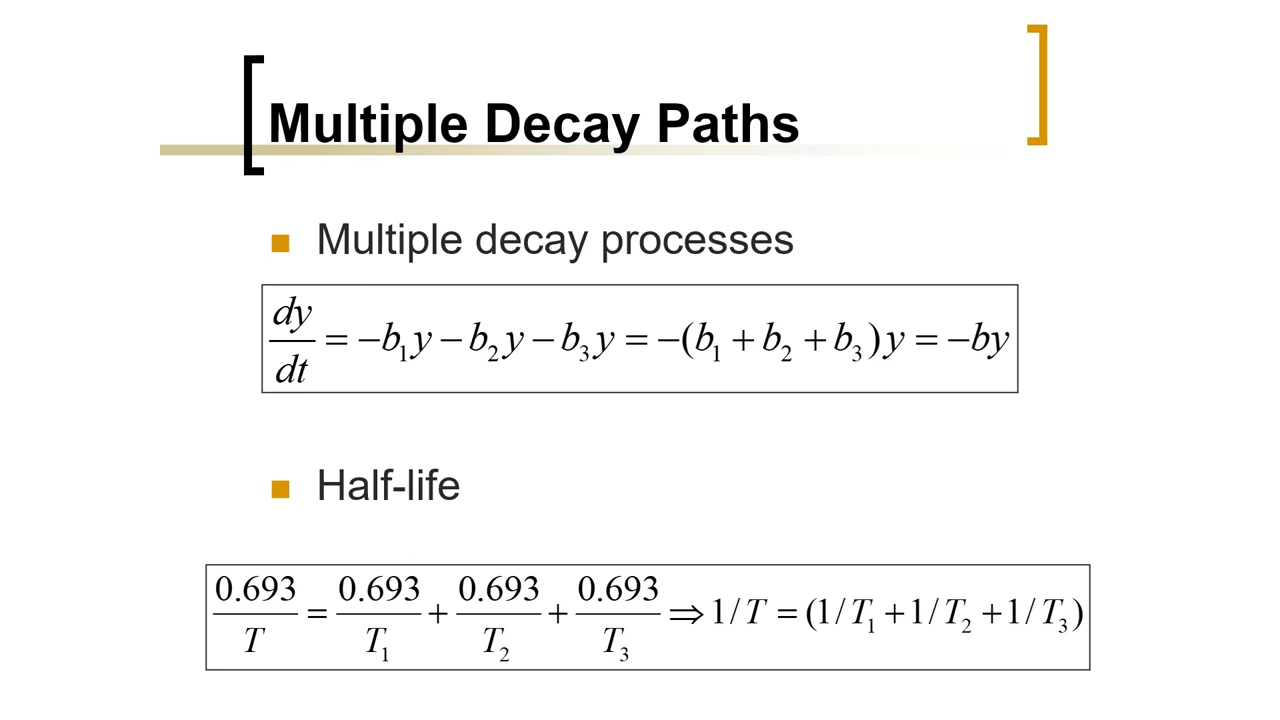 Multiple Decay Paths
Multiple decay processes
dy/dt = −b₁y − b₂y − b₃y = −(b₁ + b₂ + b₃)y = −by
Half-life
0.693/T = 0.693/T₁ + 0.693/T₂ + 0.693/T₃ ⇒ 1/T = (1/T₁ + 1/T₂ + 1/T₃)